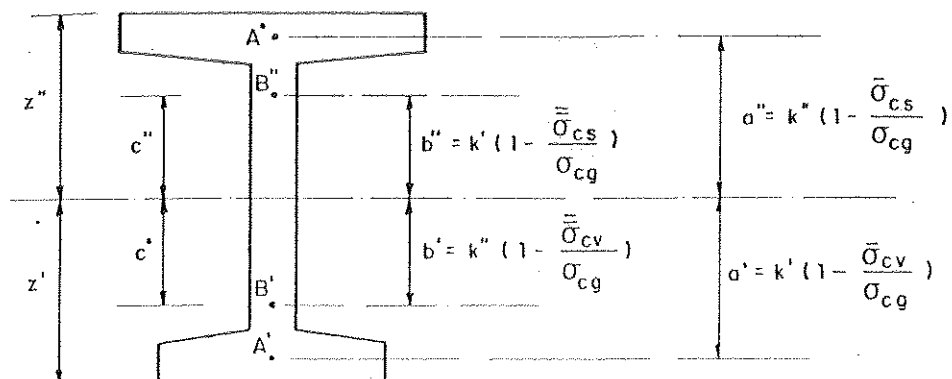 A"
B"
z"
c"
b" = k' (1 - σ̿cs / σcg)
a" = k" (1 - σ̄cs / σcg)
c'
z'
b' = k" (1 - σ̿cv / σcg)
a' = k' (1 - σ̄cv / σcg)
B'
A'